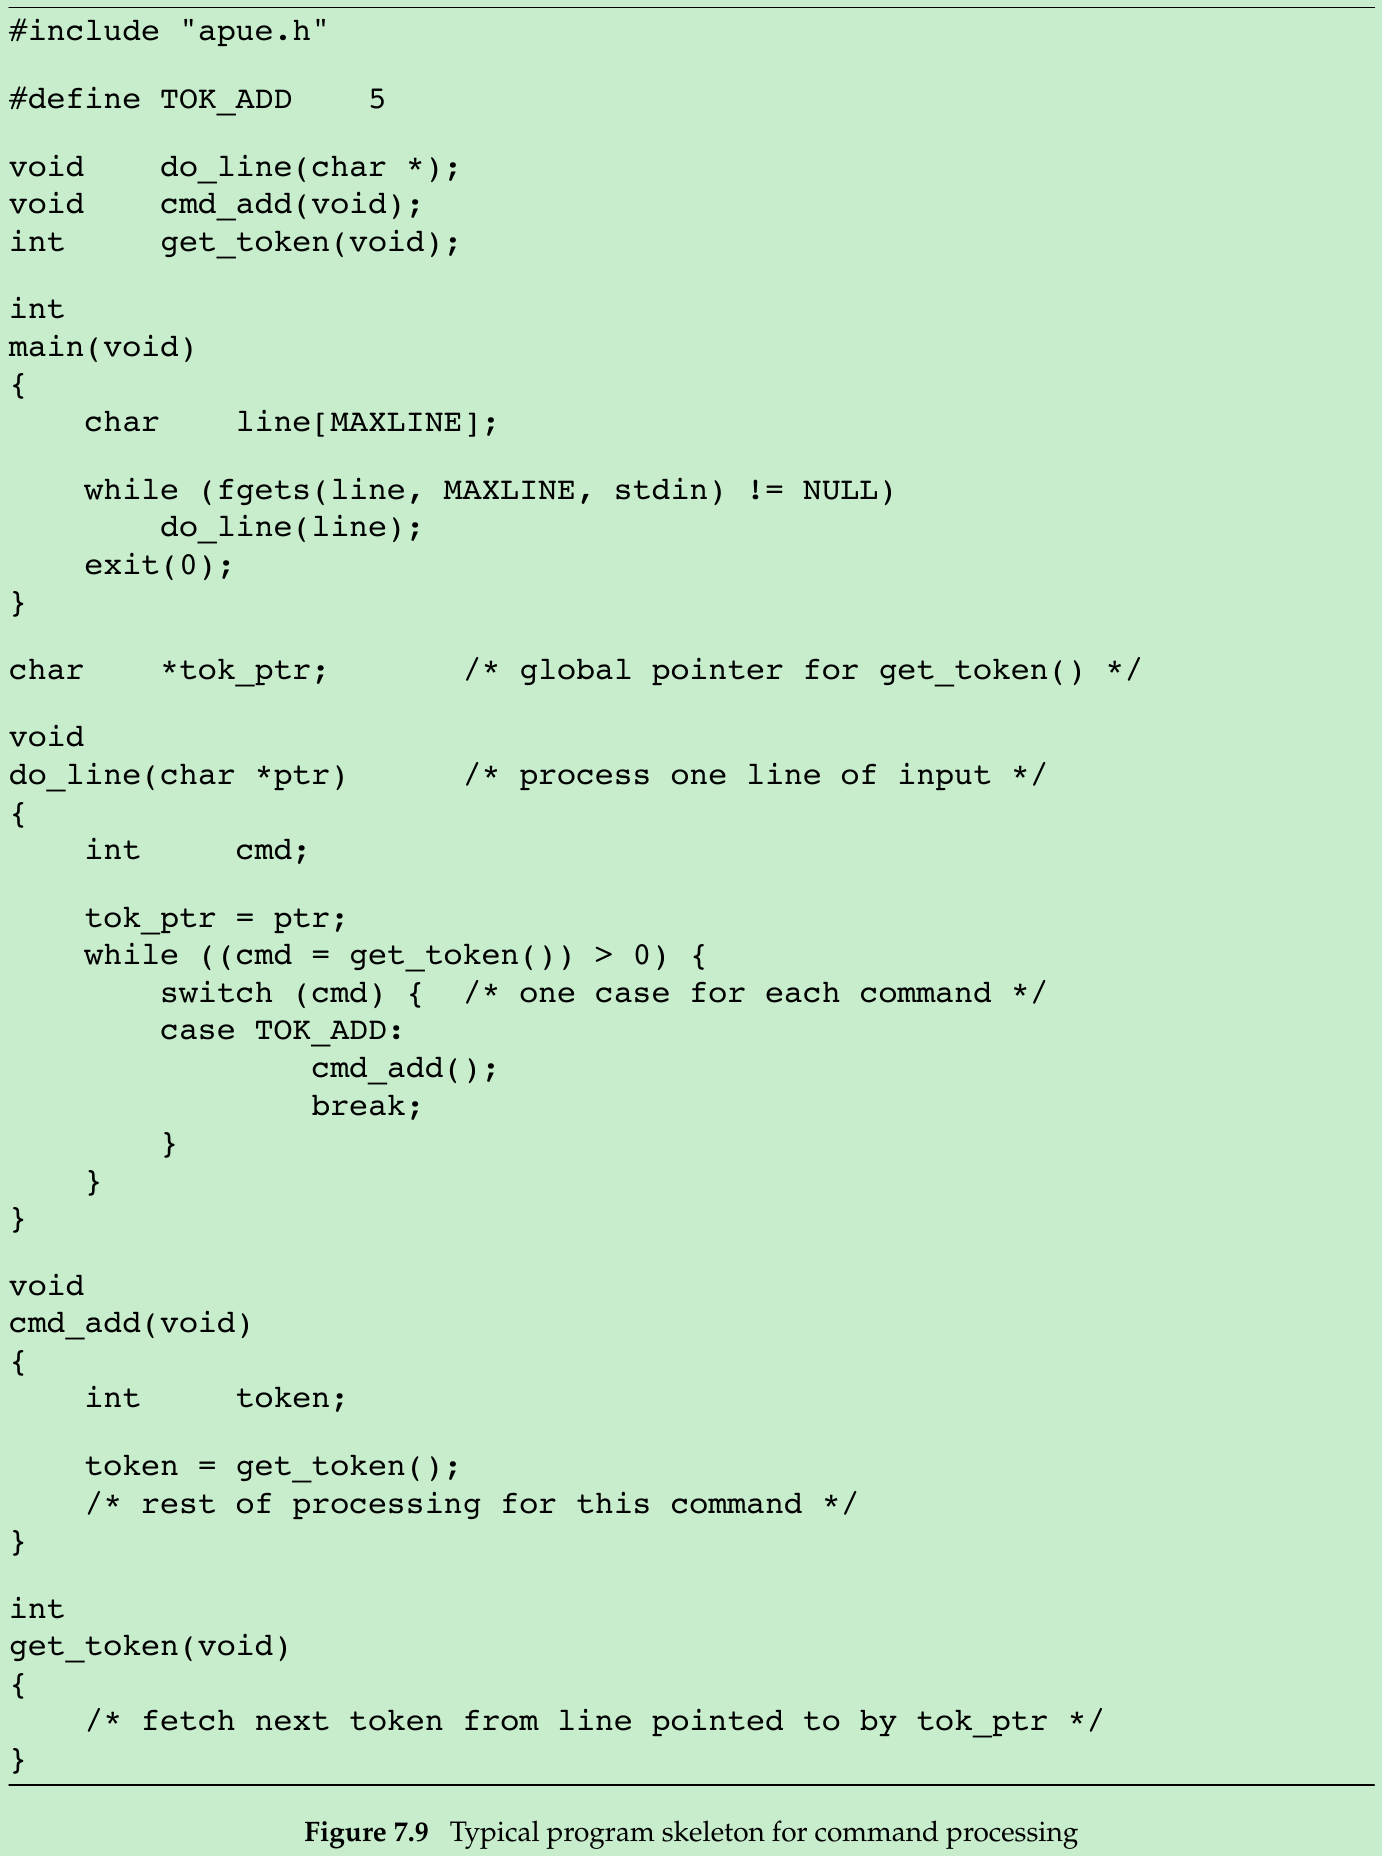 #include "apue.h"
#define TOK_ADD    5
void    do_line(char *);
void    cmd_add(void);
int     get_token(void);
int
main(void)
{
    char    line[MAXLINE];
    while (fgets(line, MAXLINE, stdin) != NULL)
        do_line(line);
    exit(0);
}
char    *tok_ptr;       /* global pointer for get_token() */
void
do_line(char *ptr)      /* process one line of input */
{
    int     cmd;
    tok_ptr = ptr;
    while ((cmd = get_token()) > 0) {
        switch (cmd) {  /* one case for each command */
        case TOK_ADD:
                cmd_add();
                break;
        }
    }
}
void
cmd_add(void)
{
    int     token;
    token = get_token();
    /* rest of processing for this command */
}
int
get_token(void)
{
    /* fetch next token from line pointed to by tok_ptr */
}
Figure 7.9   Typical program skeleton for command processing